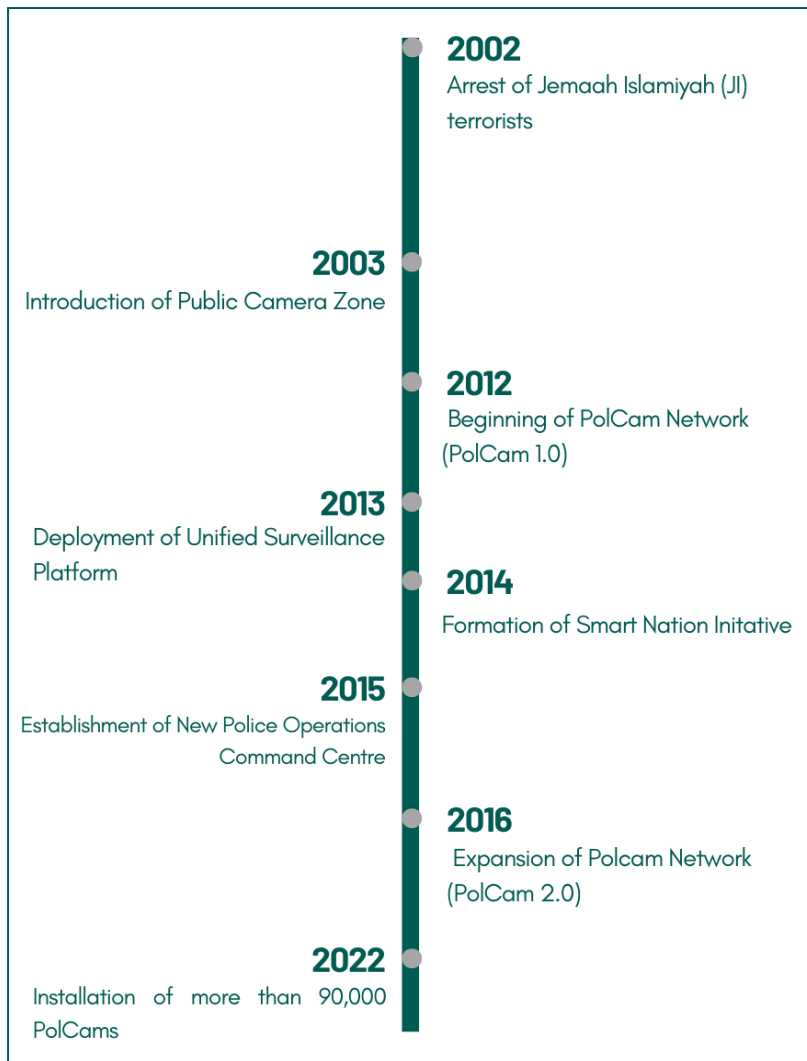 2002
Arrest of Jemaah Islamiyah (JI)
terrorists
2003
Introduction of Public Camera Zone
2012
Beginning of PolCam Network
(PolCam 1.0)
2013
Deployment of Unified Surveillance
Platform
2014
Formation of Smart Nation Initative
2015
Establishment of New Police Operations
Command Centre
2016
Expansion of Polcam Network
(PolCam 2.0)
2022
Installation of more than 90,000
PolCams